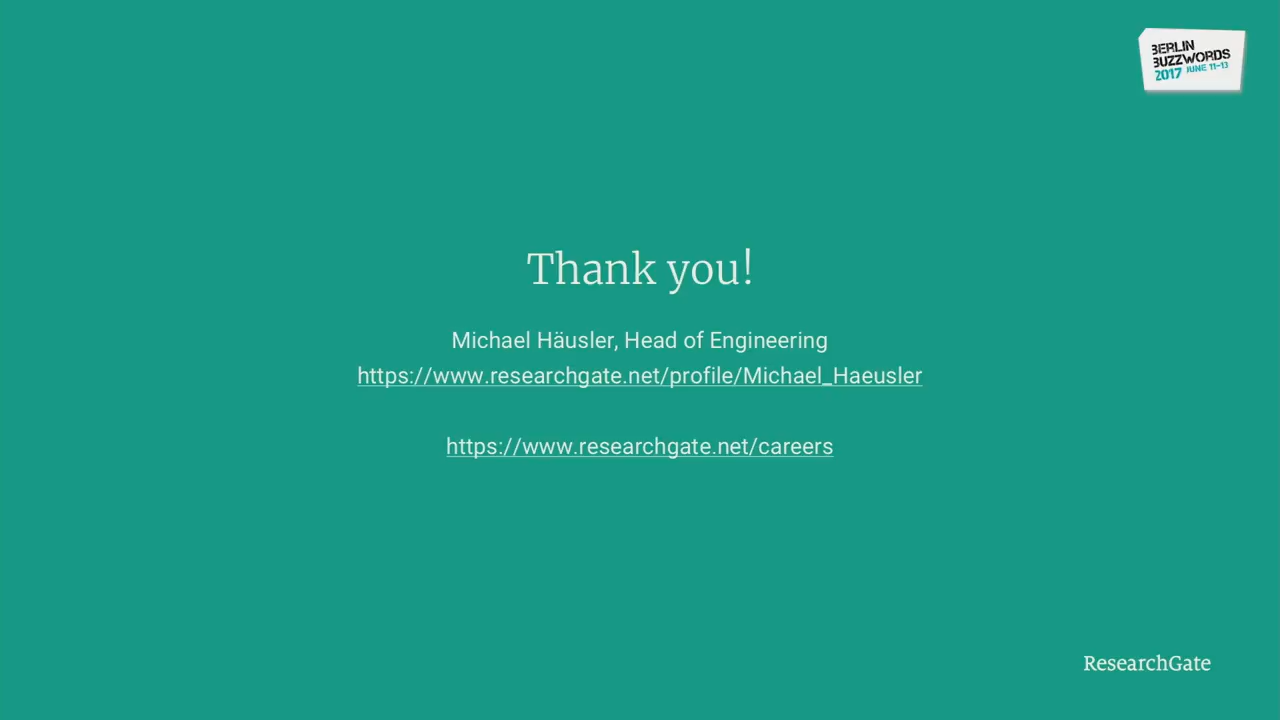 BERLIN
BUZZWORDS
2017 JUNE 11-13
Thank you!
Michael Häusler, Head of Engineering
https://www.researchgate.net/profile/Michael_Haeusler
https://www.researchgate.net/careers
ResearchGate